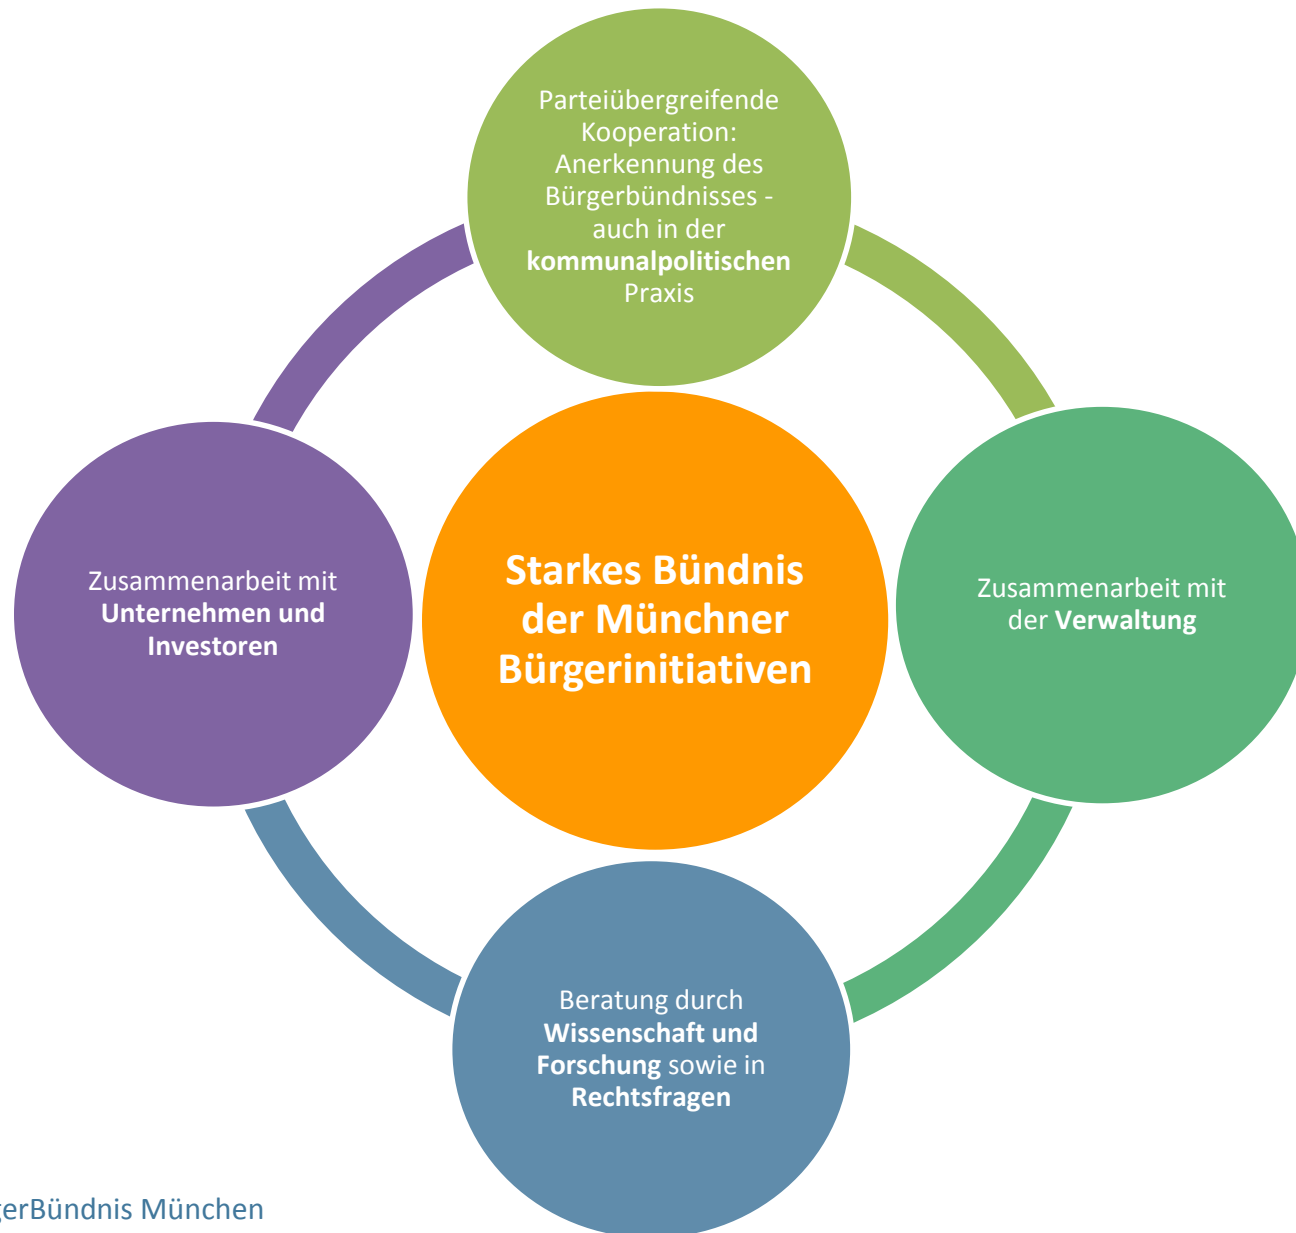 Parteiübergreifende
Kooperation:
Anerkennung des
Bürgerbündnisses -
auch in der
kommunalpolitischen
Praxis
Zusammenarbeit mit
Unternehmen und
Investoren
Starkes Bündnis
der Münchner
Bürgerinitiativen
Zusammenarbeit mit
der Verwaltung
Beratung durch
Wissenschaft und
Forschung sowie in
Rechtsfragen
gerBündnis München